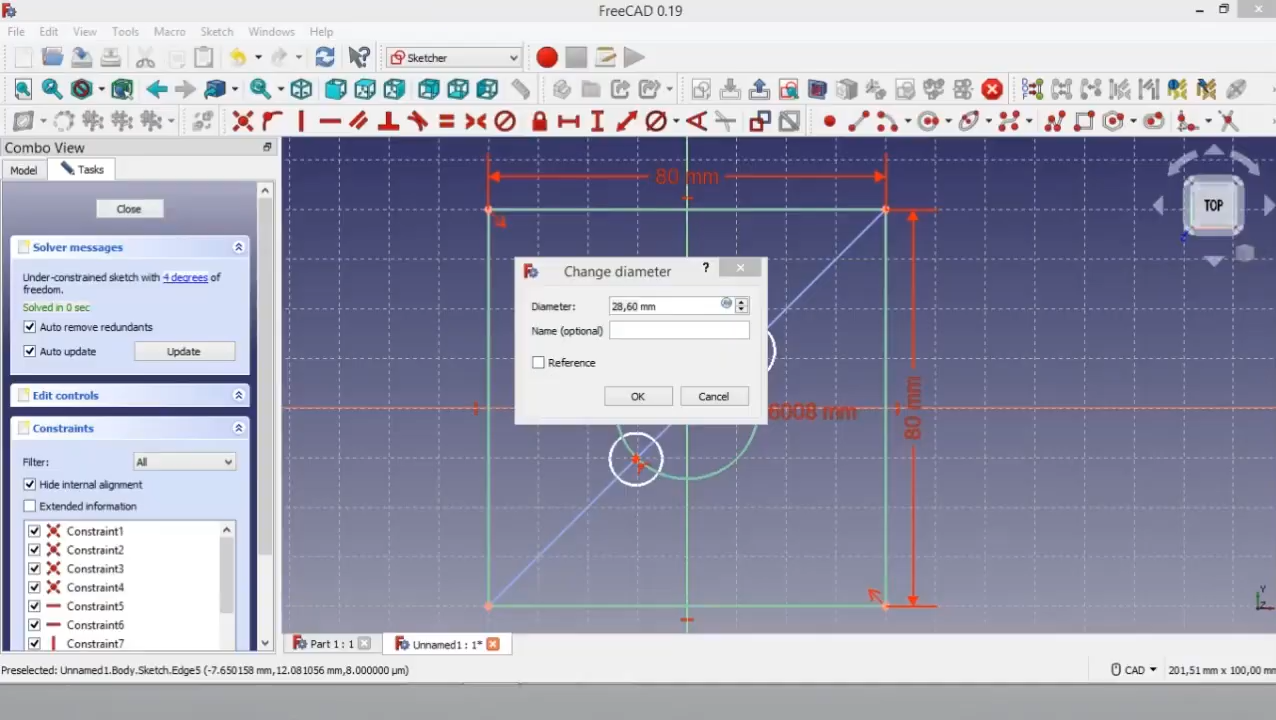 FreeCAD 0.19
File Edit View Tools Macro Sketch Windows Help
Sketcher
Combo View
Model Tasks
Close
Solver messages
Under-constrained sketch with 4 degrees of
freedom.
Solved in 0 sec
Auto remove redundants
Auto update Update
Edit controls
Constraints
Filter: All
Hide internal alignment
Extended information
Constraint1
Constraint2
Constraint3
Constraint4
Constraint5
Constraint6
Constraint7
80 mm
TOP
Change diameter ?
Diameter: 28,60 mm
Name (optional)
Reference
OK Cancel
6008 mm
80 mm
Y
Z
Part 1 : 1 Unnamed1 : 1*
Preselected: Unnamed1.Body.Sketch.Edge5 (-7.650158 mm,12.081056 mm,8.000000 µm)
CAD 201,51 mm x 100,00 mm